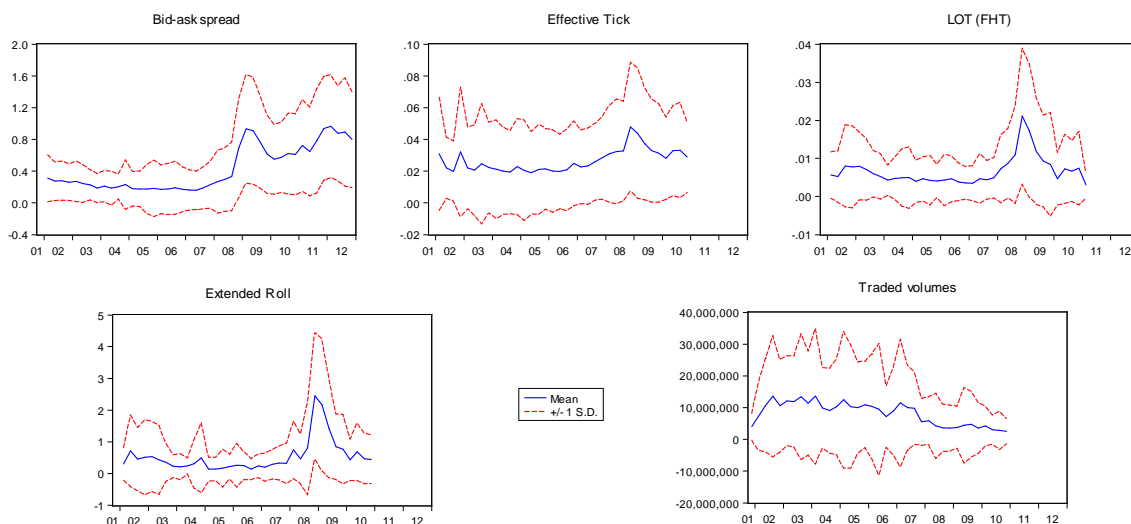 Bid-ask spread
2.0
1.6
1.2
0.8
0.4
0.0
-0.4
01 02 03 04 05 06 07 08 09 10 11 12
Effective Tick
.10
.08
.06
.04
.02
.00
-.02
01 02 03 04 05 06 07 08 09 10 11 12
LOT (FHT)
.04
.03
.02
.01
.00
-.01
01 02 03 04 05 06 07 08 09 10 11 12
Extended Roll
5
4
3
2
1
0
-1
01 02 03 04 05 06 07 08 09 10 11 12
Mean
+/- 1 S.D.
Traded volumes
40,000,000
30,000,000
20,000,000
10,000,000
0
-10,000,000
-20,000,000
01 02 03 04 05 06 07 08 09 10 11 12